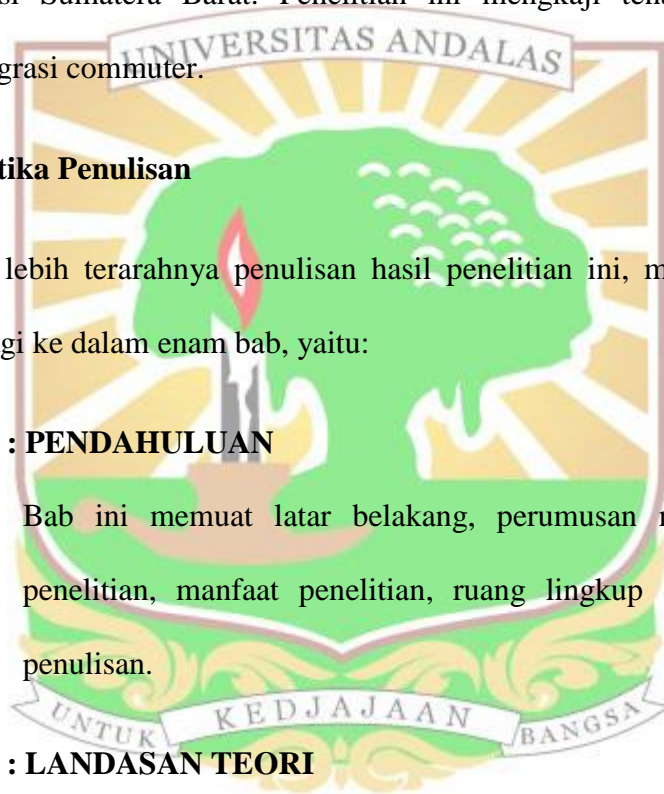 si Sumatera Barat. Penelitian ini mengkaji
UNIVERSITAS ANDALAS
grasi commuter.
tika Penulisan
lebih terarahnya penulisan hasil penelitian ini, m
gi ke dalam enam bab, yaitu:
: PENDAHULUAN
Bab ini memuat latar belakang, perumusan
penelitian, manfaat penelitian, ruang lingkup
penulisan.
UNTUK KEDJAJAAN BANGSA
: LANDASAN TEORI